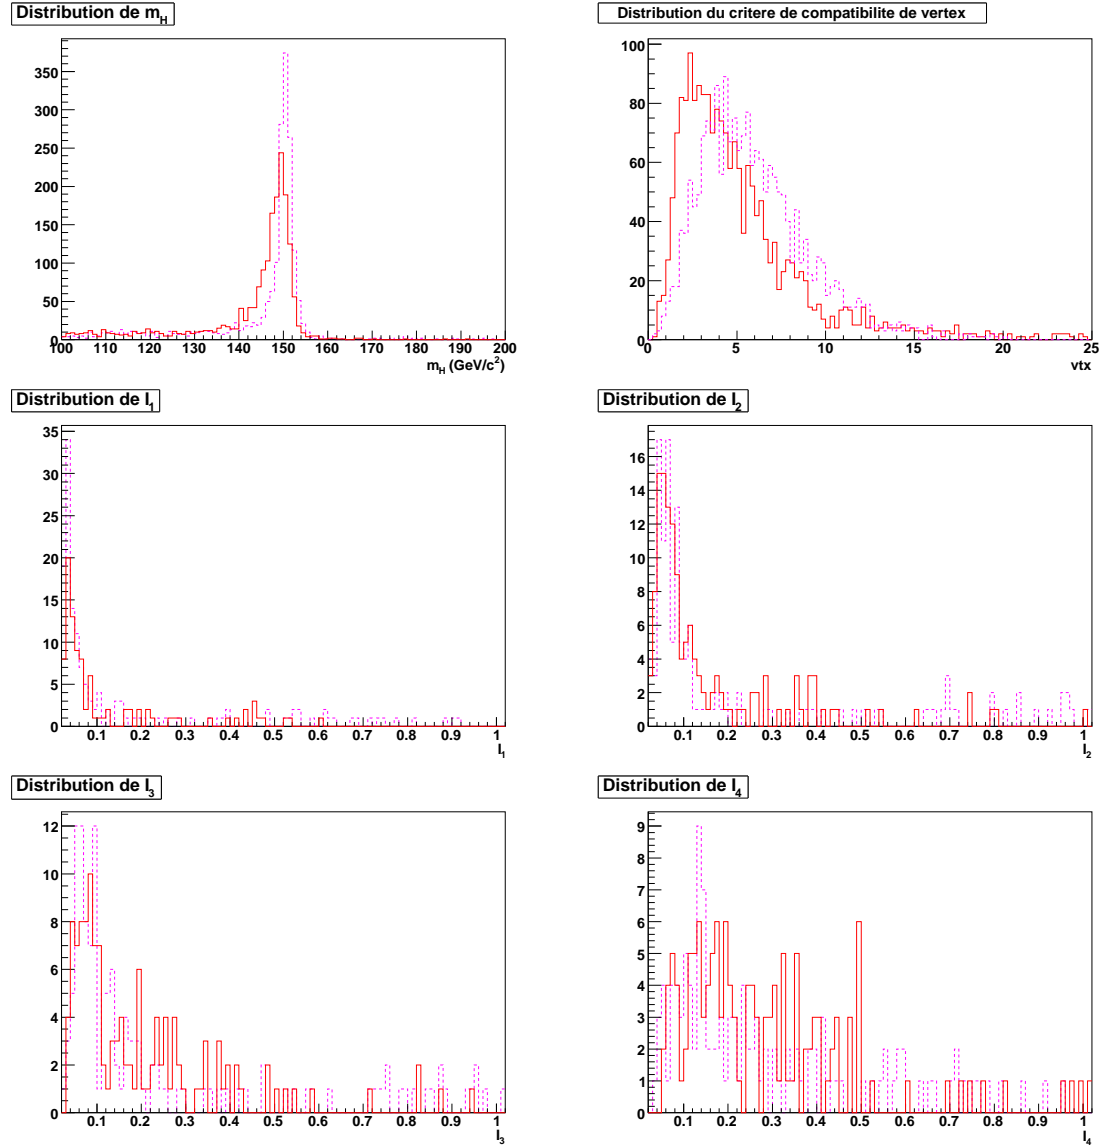 Distribution de m_H
350
300
250
200
150
100
50
0
100 110 120 130 140 150 160 170 180 190 200
m_H (GeV/c²)
Distribution du critere de compatibilite de vertex
100
80
60
40
20
0
0 5 10 15 20 25
vtx
Distribution de I_1
35
30
25
20
15
10
5
0
0.1 0.2 0.3 0.4 0.5 0.6 0.7 0.8 0.9 1
I_1
Distribution de I_2
16
14
12
10
8
6
4
2
0
0.1 0.2 0.3 0.4 0.5 0.6 0.7 0.8 0.9 1
I_2
Distribution de I_3
12
10
8
6
4
2
0
0.1 0.2 0.3 0.4 0.5 0.6 0.7 0.8 0.9 1
I_3
Distribution de I_4
9
8
7
6
5
4
3
2
1
0
0.1 0.2 0.3 0.4 0.5 0.6 0.7 0.8 0.9 1
I_4